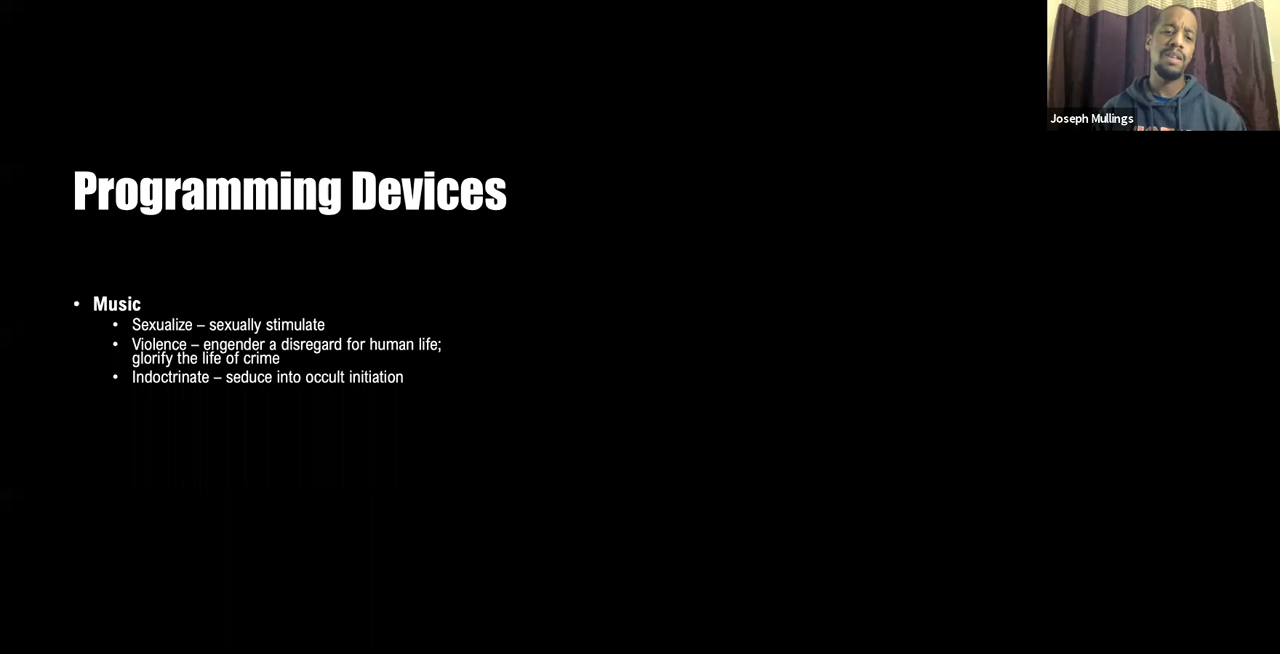 Joseph Mullings
Programming Devices
• Music
• Sexualize – sexually stimulate
• Violence – engender a disregard for human life;
glorify the life of crime
• Indoctrinate – seduce into occult initiation